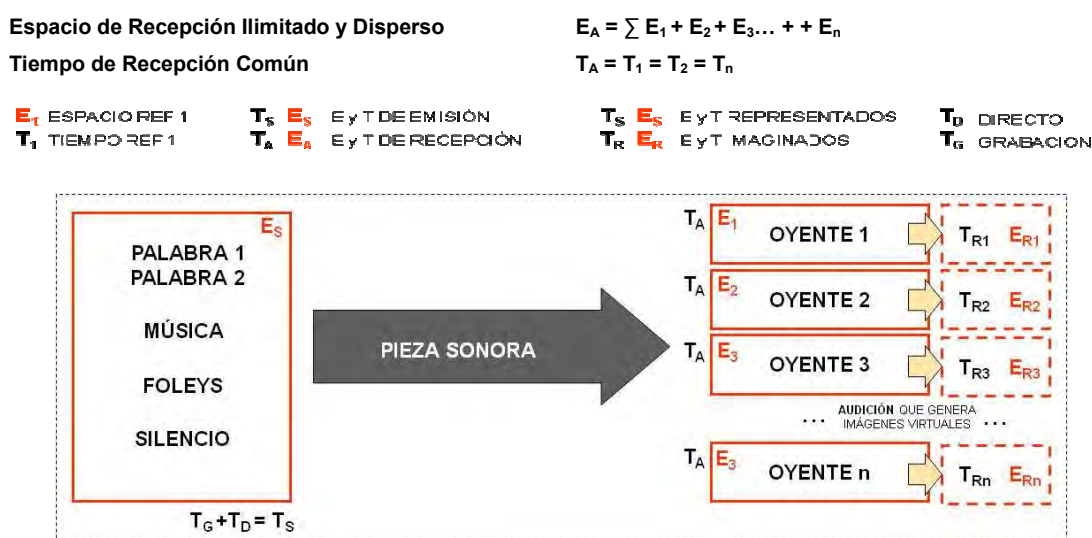 Espacio de Recepción Ilimitado y Disperso E_A = ∑ E_1 + E_2 + E_3… + + E_n
Tiempo de Recepción Común T_A = T_1 = T_2 = T_n
E_1 ESPACIO REF 1 T_S E_S E y T DE EMISIÓN T_S E_S E y T REPRESENTADOS T_D DIRECTO
T_1 TIEMPO REF 1 T_A E_A E y T DE RECEPCIÓN T_R E_R E y T MAGINADOS T_G GRABACION
E_S
PALABRA 1
PALABRA 2
MÚSICA
FOLEYS
SILENCIO
T_G + T_D = T_S
PIEZA SONORA
T_A E_1 OYENTE 1 T_R1 E_R1
T_A E_2 OYENTE 2 T_R2 E_R2
T_A E_3 OYENTE 3 T_R3 E_R3
AUDICIÓN QUE GENERA
... IMÁGENES VIRTUALES ...
T_A E_3 OYENTE n T_Rn E_Rn